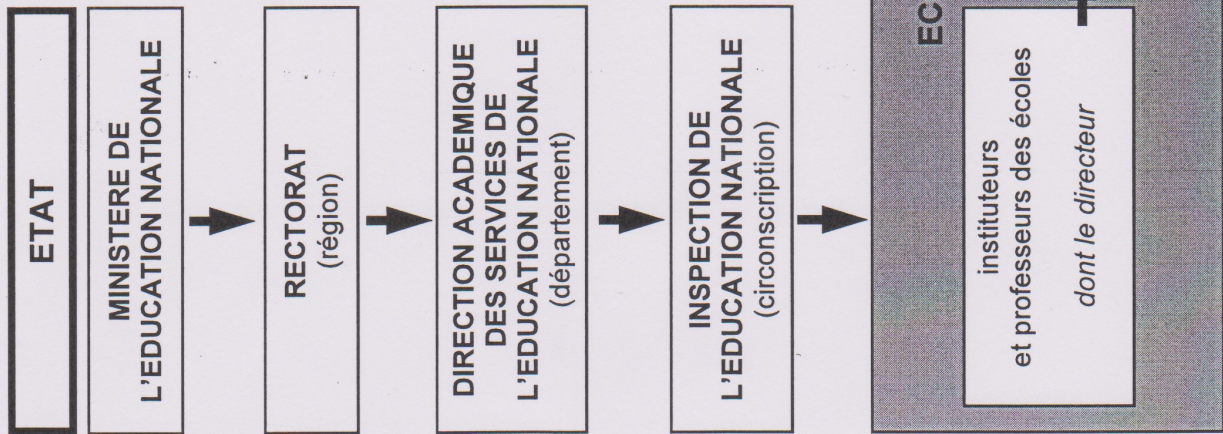 ETAT
MINISTERE DE
L'EDUCATION NATIONALE
RECTORAT
(région)
DIRECTION ACADEMIQUE
DES SERVICES DE
L'EDUCATION NATIONALE
(département)
INSPECTION DE
L'EDUCATION NATIONALE
(circonscription)
EC
instituteurs
et professeurs des écoles
dont le directeur